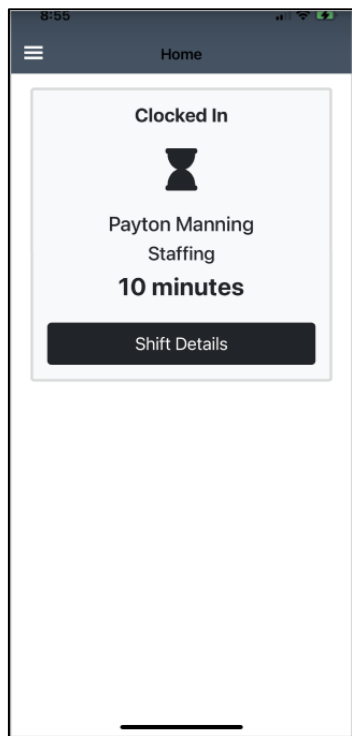 8:55
Home
Clocked In
Payton Manning
Staffing
10 minutes
Shift Details